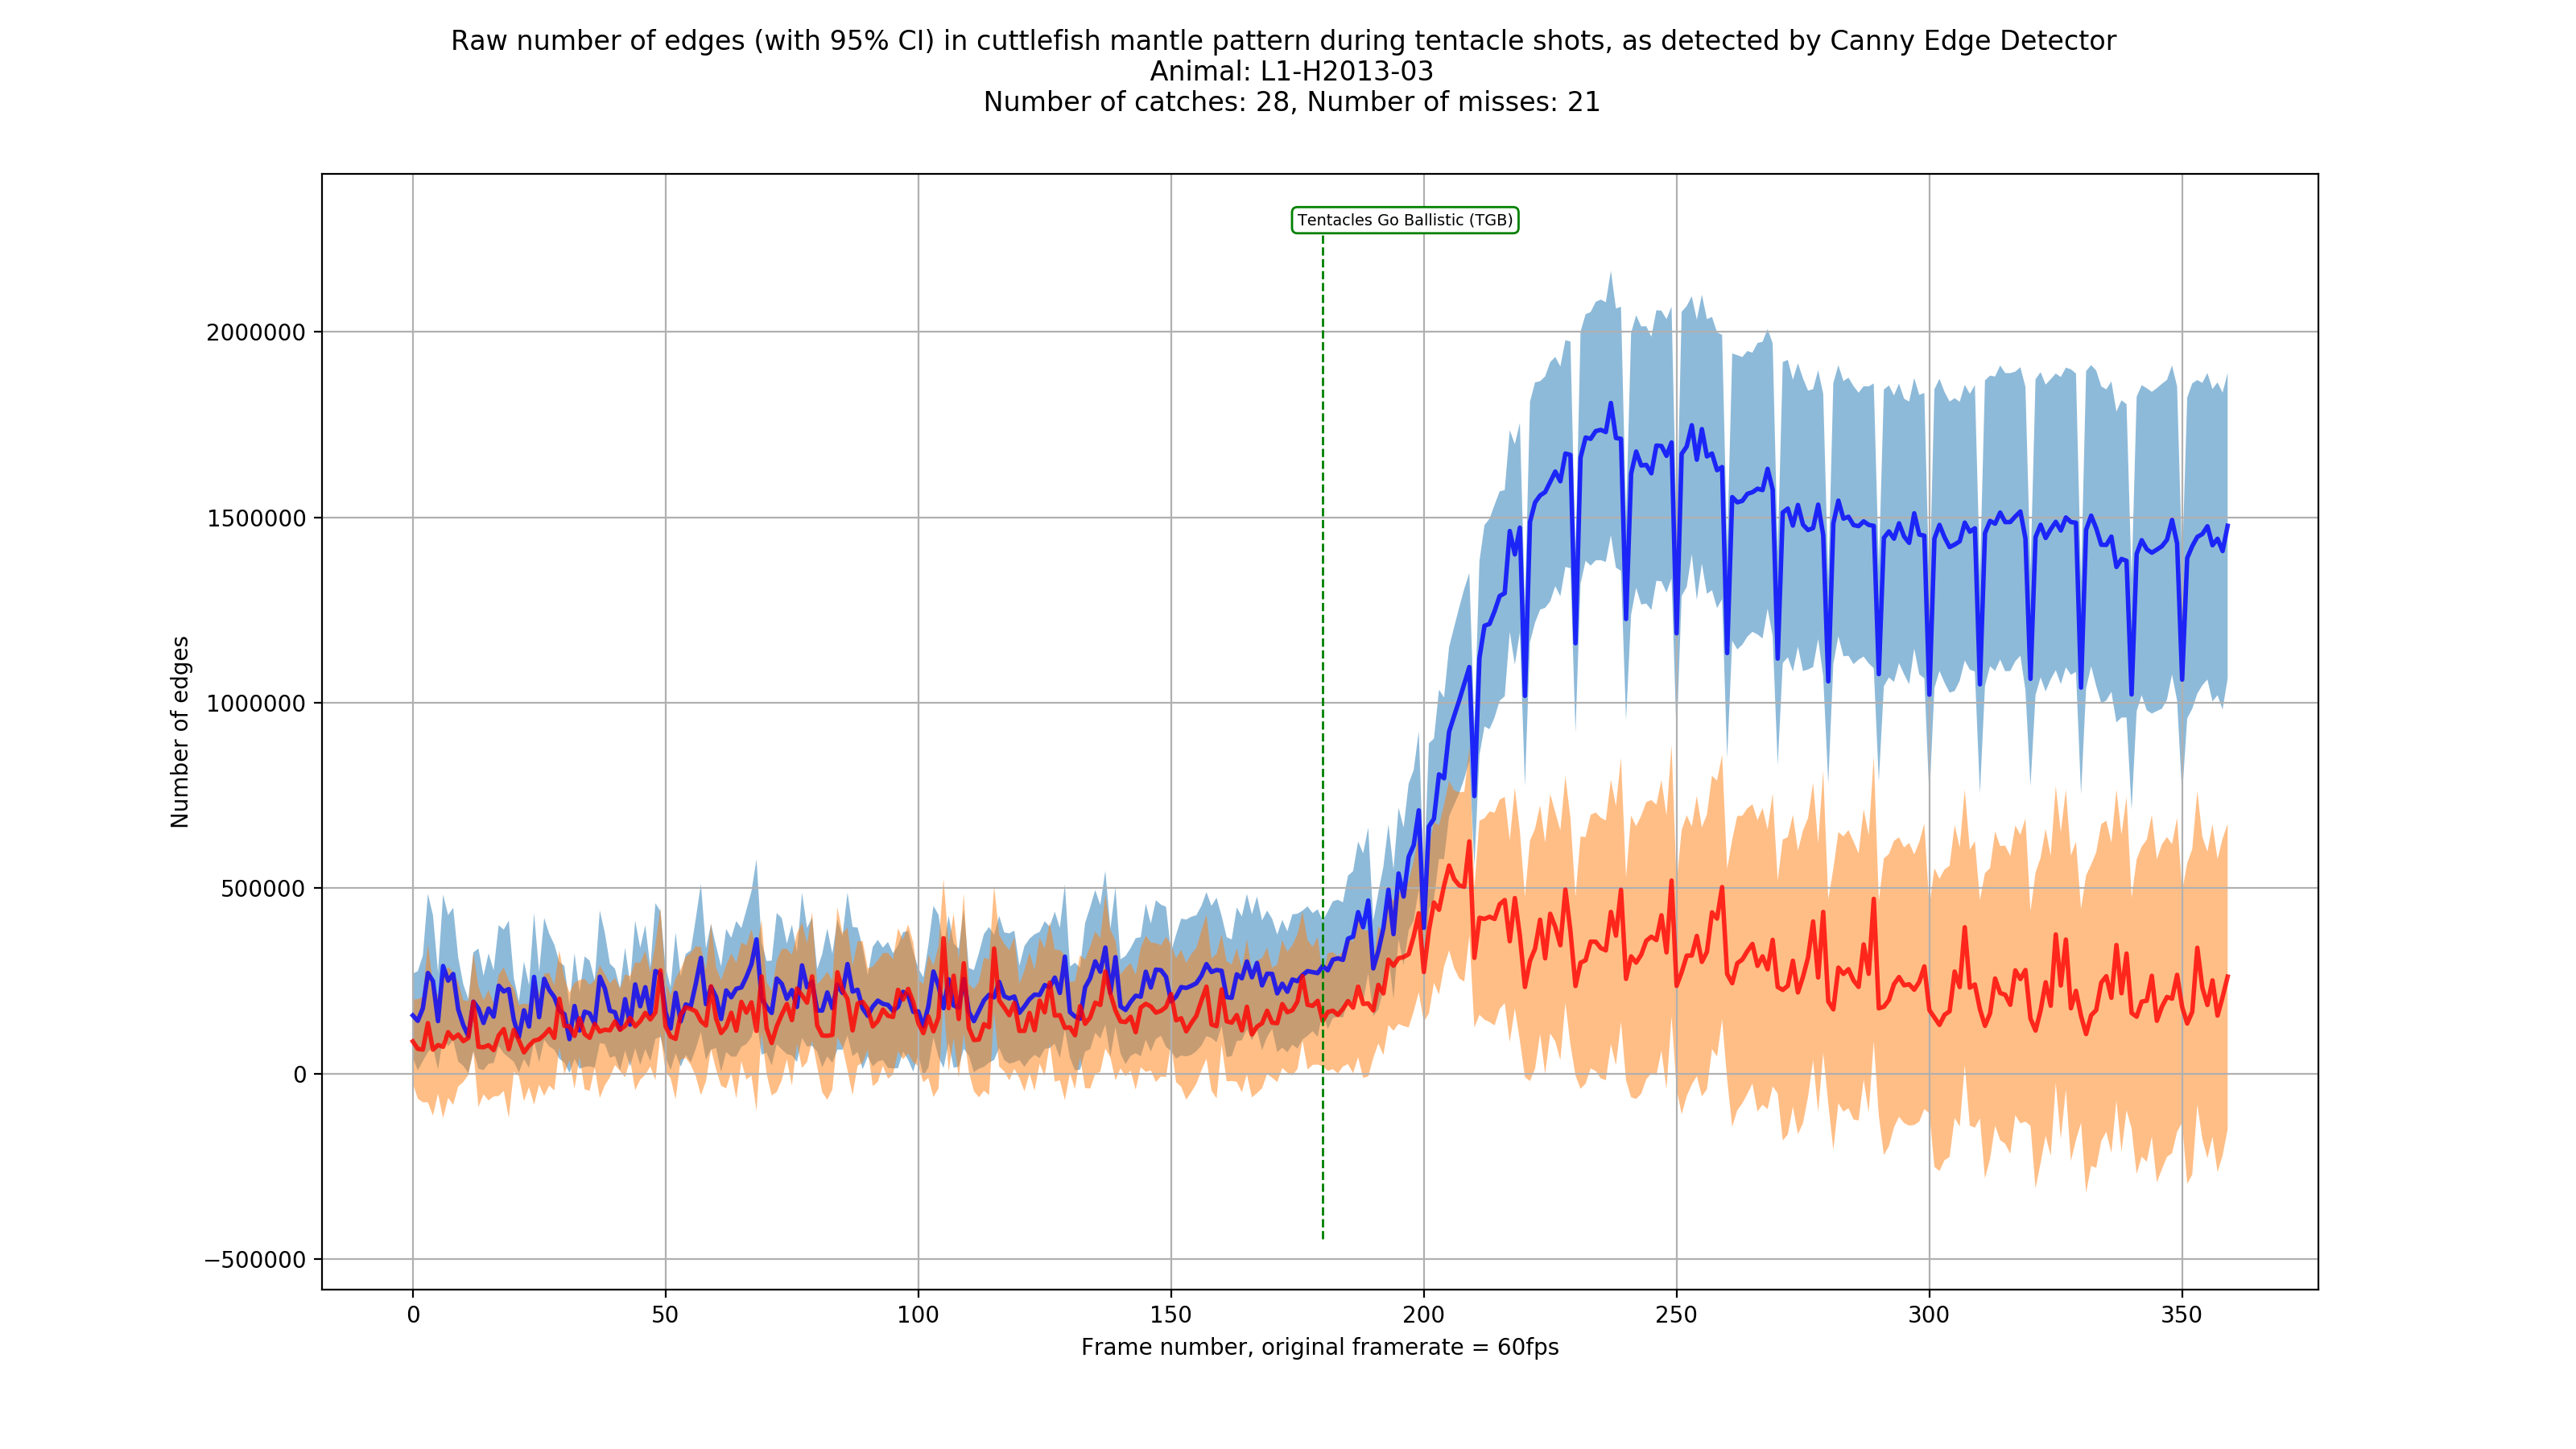 Raw number of edges (with 95% CI) in cuttlefish mantle pattern during tentacle shots, as detected by Canny Edge Detector
Animal: L1-H2013-03
Number of catches: 28, Number of misses: 21
Tentacles Go Ballistic (TGB)
2000000
1500000
1000000
500000
0
−500000
Number of edges
0 50 100 150 200 250 300 350
Frame number, original framerate = 60fps